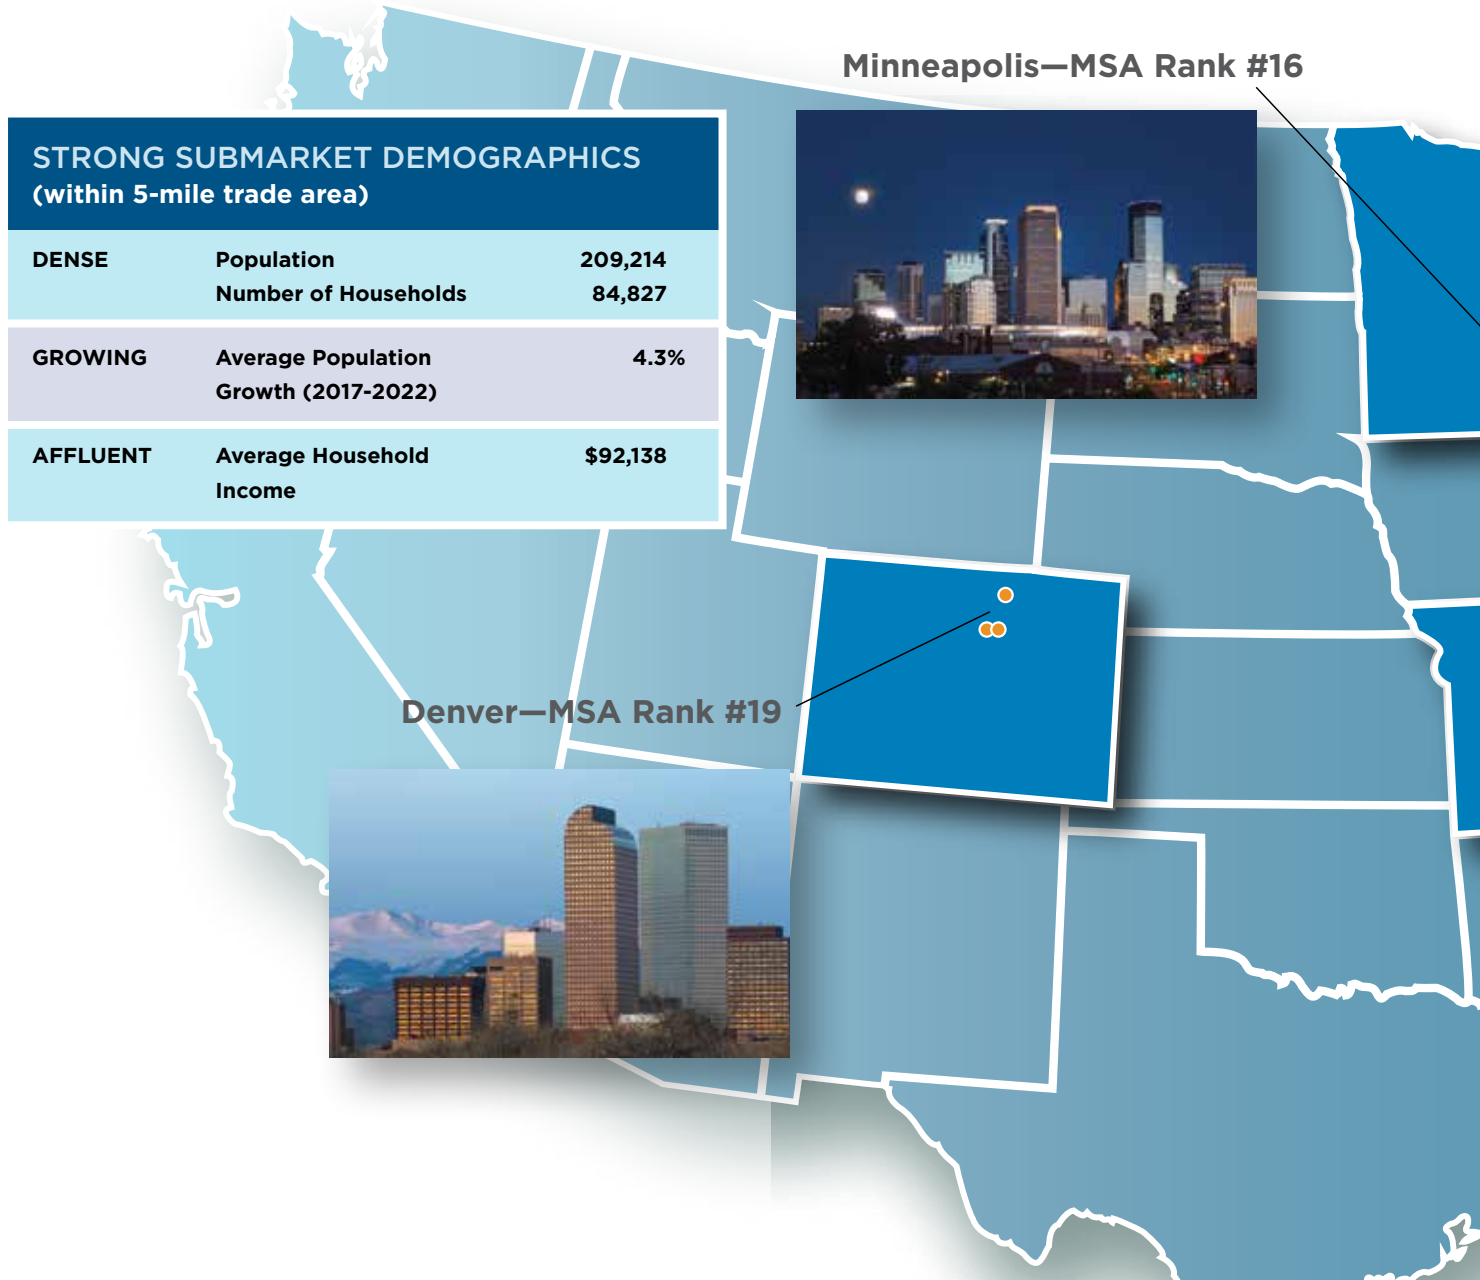 Minneapolis—MSA Rank #16
STRONG SUBMARKET DEMOGRAPHICS
(within 5-mile trade area)
DENSE Population 209,214
Number of Households 84,827
GROWING Average Population 4.3%
Growth (2017-2022)
AFFLUENT Average Household $92,138
Income
Denver—MSA Rank #19